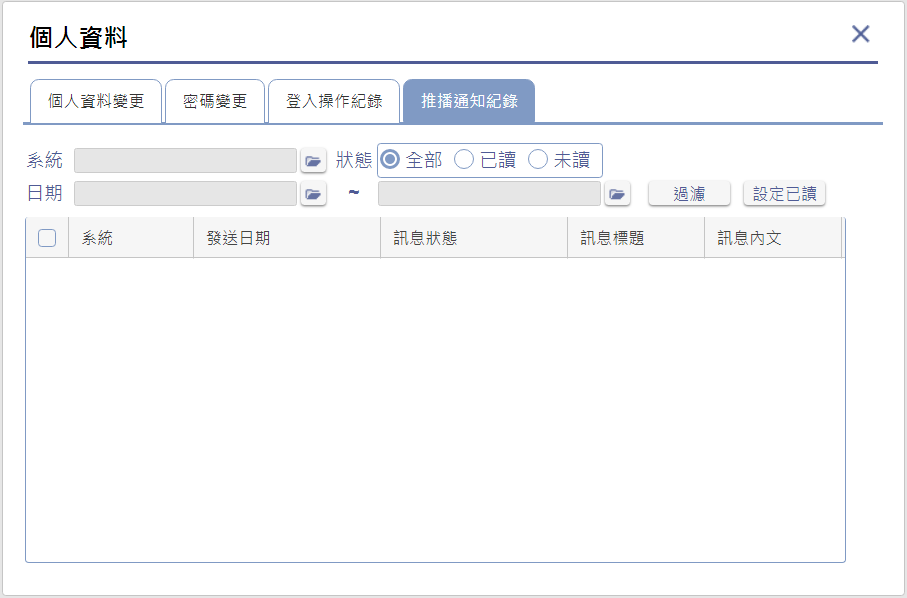 個人資料
個人資料變更 密碼變更 登入操作紀錄 推播通知紀錄
系統 狀態 全部 已讀 未讀
日期 ~ 過濾 設定已讀
系統 發送日期 訊息狀態 訊息標題 訊息內文